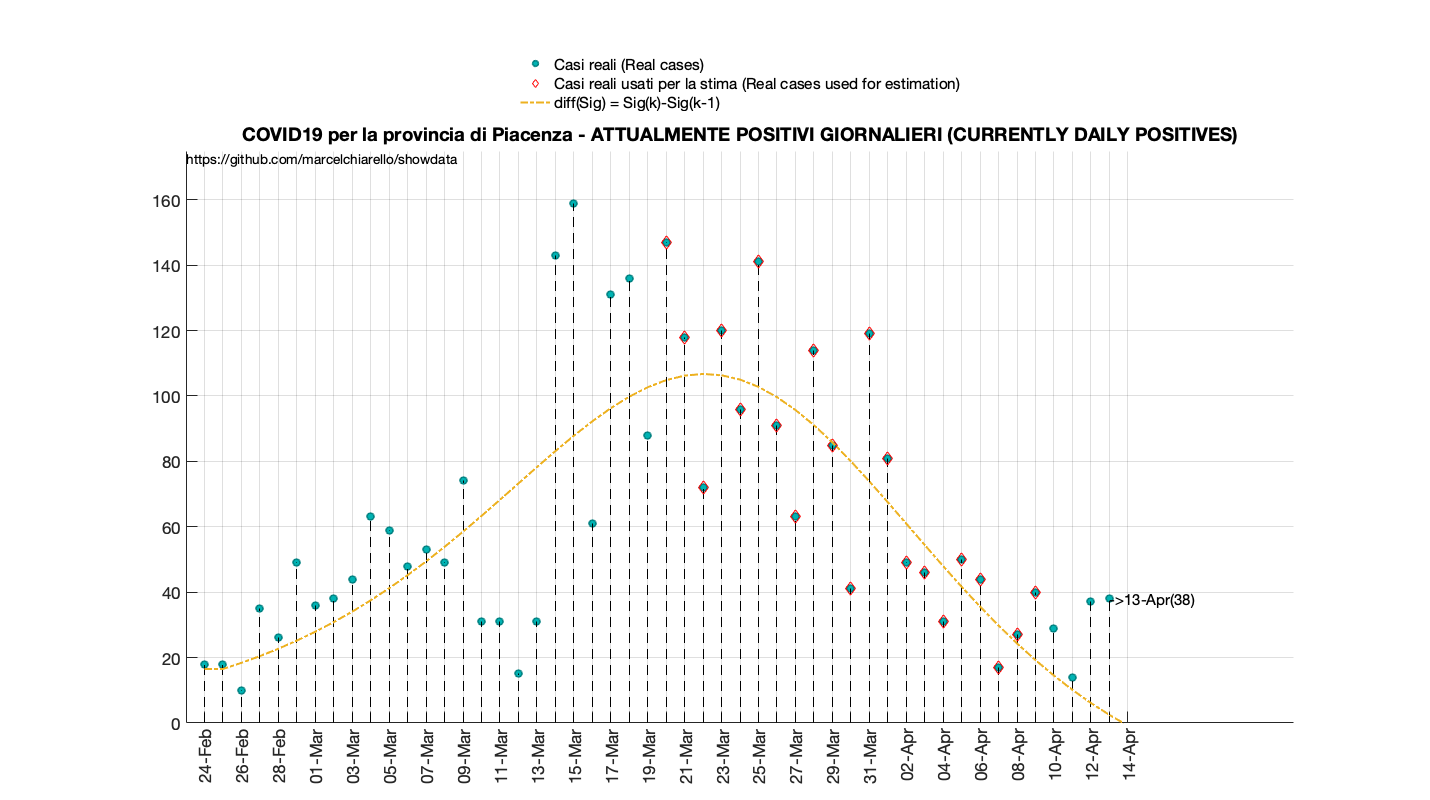 Casi reali (Real cases)
Casi reali usati per la stima (Real cases used for estimation)
diff(Sig) = Sig(k)-Sig(k-1)
COVID19 per la provincia di Piacenza - ATTUALMENTE POSITIVI GIORNALIERI (CURRENTLY DAILY POSITIVES)
https://github.com/marcelchiarello/showdata
160
140
120
100
80
60
40
->13-Apr(38)
20
0
24-Feb
26-Feb
28-Feb
01-Mar
03-Mar
05-Mar
07-Mar
09-Mar
11-Mar
13-Mar
15-Mar
17-Mar
19-Mar
21-Mar
23-Mar
25-Mar
27-Mar
29-Mar
31-Mar
02-Apr
04-Apr
06-Apr
08-Apr
10-Apr
12-Apr
14-Apr